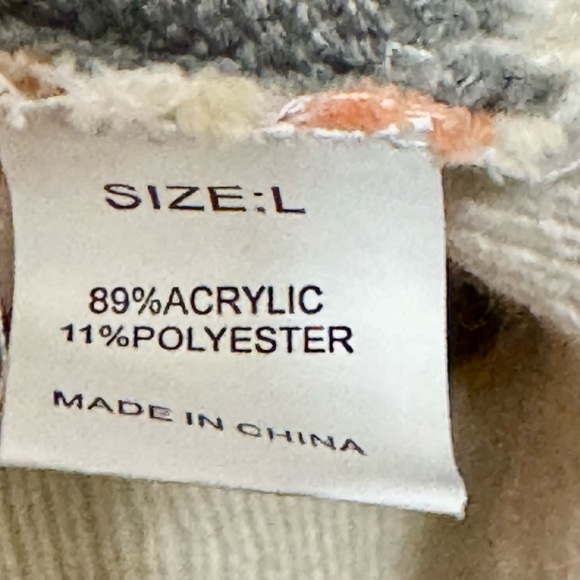 SIZE:L
89%ACRYLIC
11%POLYESTER
MADE IN CHINA